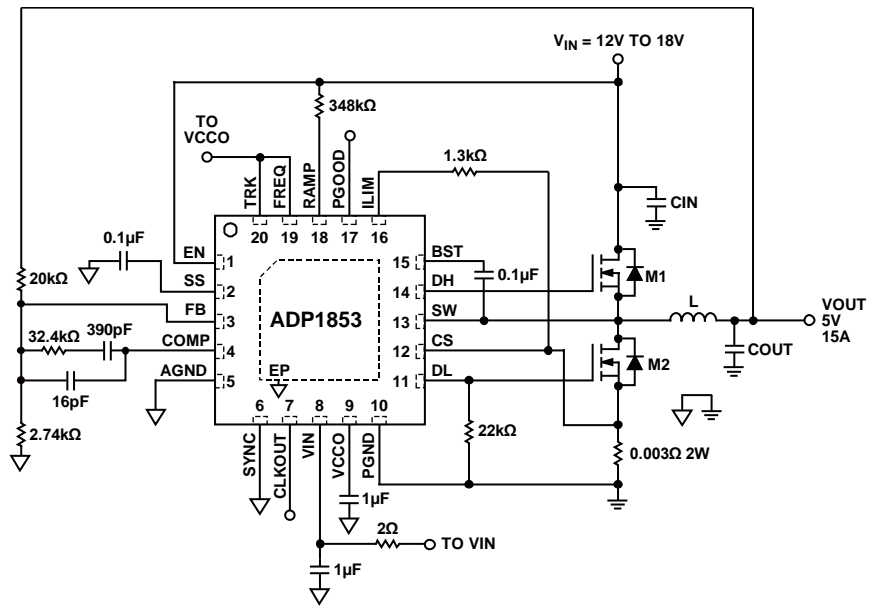 V_IN = 12V TO 18V
348kΩ
TO
VCCO
1.3kΩ
TRK
FREQ
RAMP
PGOOD
ILIM
20
19
18
17
16
CIN
0.1µF
EN
1
15
BST
SS
2
14
DH
0.1µF
M1
20kΩ
FB
3
ADP1853
13
SW
L
VOUT
5V
15A
32.4kΩ
390pF
COMP
4
12
CS
M2
COUT
AGND
5
EP
11
DL
16pF
6
7
8
9
10
2.74kΩ
SYNC
CLKOUT
VIN
VCCO
PGND
22kΩ
0.003Ω 2W
1µF
2Ω
TO VIN
1µF